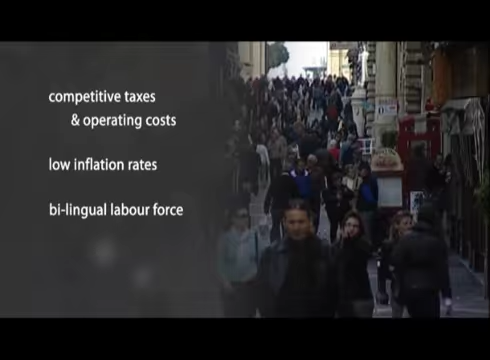 competitive taxes
& operating costs
low inflation rates
bi-lingual labour force